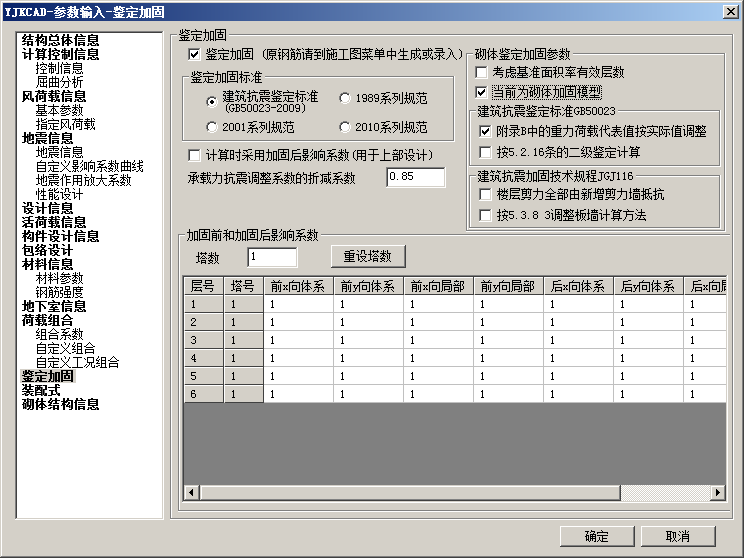 YJKCAD-参数输入-鉴定加固
结构总体信息
计算控制信息
控制信息
屈曲分析
风荷载信息
基本参数
指定风荷载
地震信息
地震信息
自定义影响系数曲线
地震作用放大系数
性能设计
设计信息
活荷载信息
构件设计信息
包络设计
材料信息
材料参数
钢筋强度
地下室信息
荷载组合
组合系数
自定义组合
自定义工况组合
鉴定加固
装配式
砌体结构信息
鉴定加固
鉴定加固 (原钢筋请到施工图菜单中生成或录入)
鉴定加固标准
建筑抗震鉴定标准
(GB50023-2009)
1989系列规范
2001系列规范
2010系列规范
计算时采用加固后影响系数(用于上部设计)
承载力抗震调整系数的折减系数
0.85
砌体鉴定加固参数
考虑基准面积率有效层数
当前为砌体加固模型
建筑抗震鉴定标准GB50023
附录B中的重力荷载代表值按实际值调整
按5.2.16条的二级鉴定计算
建筑抗震加固技术规程JGJ116
楼层剪力全部由新增剪力墙抵抗
按5.3.8 3调整板墙计算方法
加固前和加固后影响系数
塔数
1
重设塔数
层号 塔号 前x向体系 前y向体系 前x向局部 前y向局部 后x向体系 后y向体系 后x向局
1 1 1 1 1 1 1 1 1
2 1 1 1 1 1 1 1 1
3 1 1 1 1 1 1 1 1
4 1 1 1 1 1 1 1 1
5 1 1 1 1 1 1 1 1
6 1 1 1 1 1 1 1 1
确定
取消